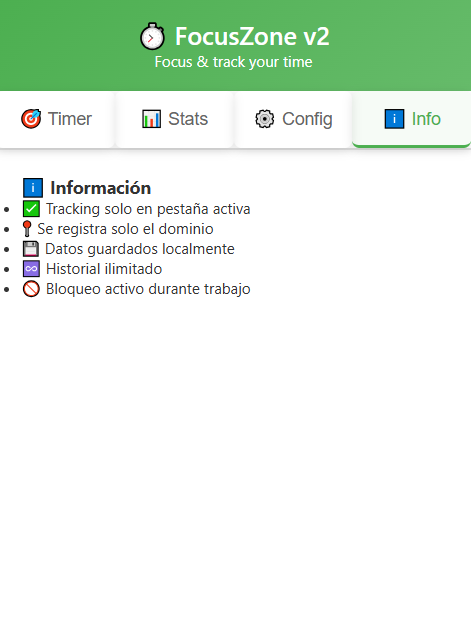 ⏱️ FocusZone v2
Focus & track your time
🎯 Timer
📊 Stats
⚙️ Config
ℹ️ Info
ℹ️ Información
• ✅ Tracking solo en pestaña activa
• 📍 Se registra solo el dominio
• 💾 Datos guardados localmente
• ♾️ Historial ilimitado
• 🚫 Bloqueo activo durante trabajo